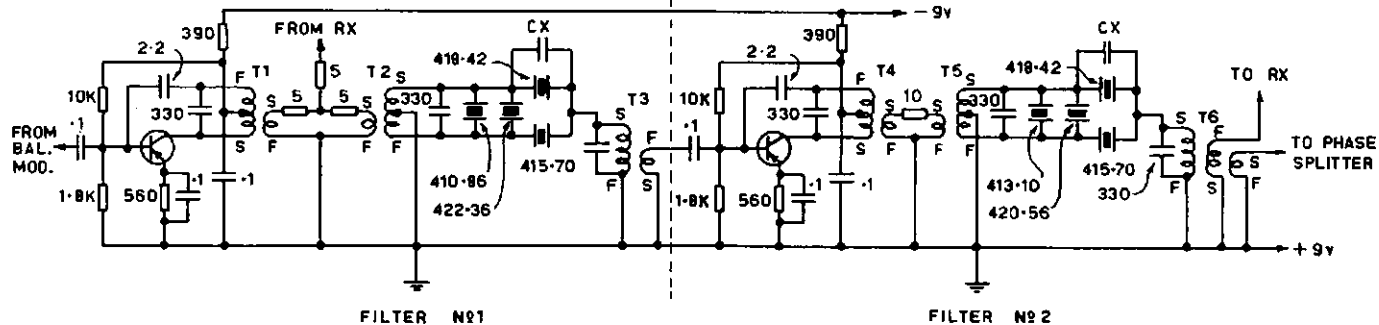 -9v
390
FROM RX
CX
2·2
418·42
F
T1
5
T2
S
10K
330
5
5
S
S
330
T3
FROM
BAL.
MOD.
·1
S
F
F
F
S
F
415·70
410·86
422·36
1·8K
560
·1
·1
F
S
·1
FILTER Nº1
390
CX
2·2
418·42
F
T4
10
T5
S
10K
330
S
S
330
TO RX
S
T6
F
TO PHASE
SPLITTER
S
F
F
F
415·70
S
S
F
F
330
413·10
420·56
1·8K
560
·1
·1
+9v
FILTER Nº2